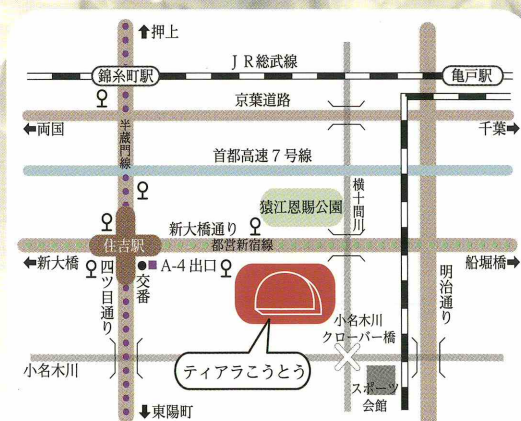 ↑押上
JR総武線
錦糸町駅
亀戸駅
京葉道路
←両国
千葉→
半蔵門線
首都高速7号線
横十間川
猿江恩賜公園
新大橋通り
住吉駅
都営新宿線
←新大橋
船堀橋→
A-4出口
四ツ目通り
交番
明治通り
小名木川
クローバー橋
小名木川
ティアラこうとう
スポーツ
会館
↓東陽町